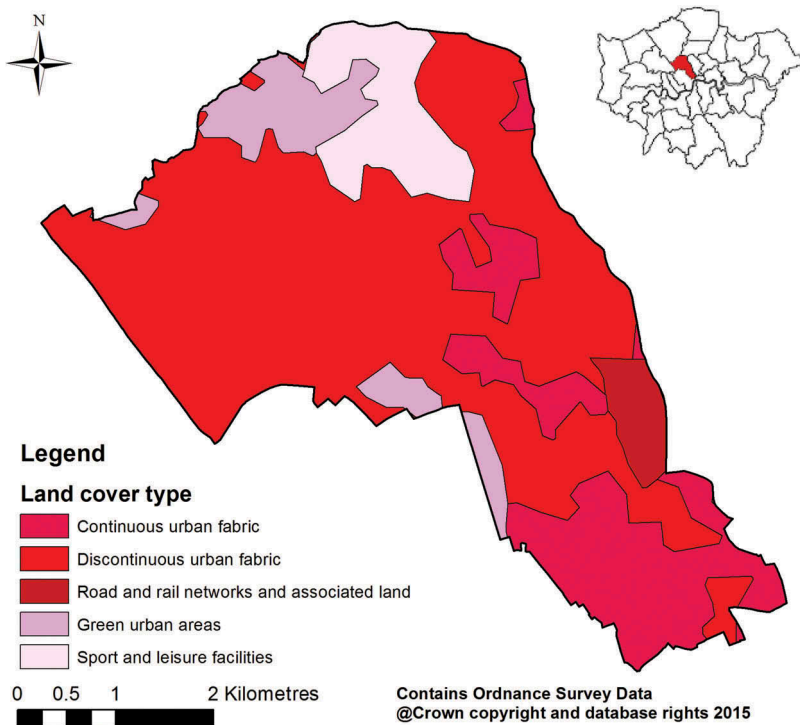 N
Legend
Land cover type
Continuous urban fabric
Discontinuous urban fabric
Road and rail networks and associated land
Green urban areas
Sport and leisure facilities
0 0.5 1 2 Kilometres
Contains Ordnance Survey Data
@Crown copyright and database rights 2015